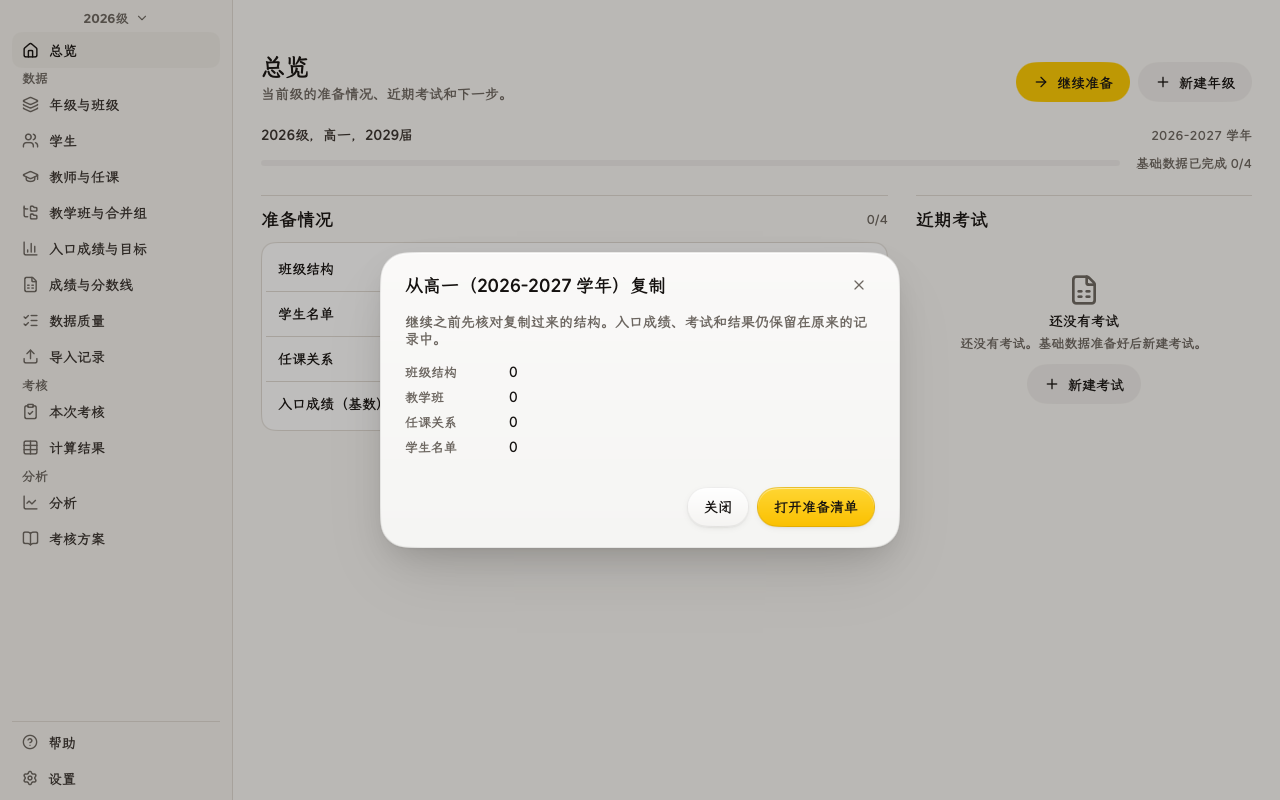 2026级
总览
数据
年级与班级
学生
教师与任课
教学班与合并组
入口成绩与目标
成绩与分数线
数据质量
导入记录
考核
本次考核
计算结果
分析
分析
考核方案
帮助
设置
总览
当前级的准备情况、近期考试和下一步。
继续准备
新建年级
2026级，高一，2029届
2026-2027 学年
基础数据已完成 0/4
准备情况
0/4
班级结构
学生名单
任课关系
入口成绩（基数）
近期考试
还没有考试
还没有考试。基础数据准备好后新建考试。
新建考试
从高一（2026-2027 学年）复制
继续之前先核对复制过来的结构。入口成绩、考试和结果仍保留在原来的记
录中。
班级结构 0
教学班 0
任课关系 0
学生名单 0
关闭
打开准备清单